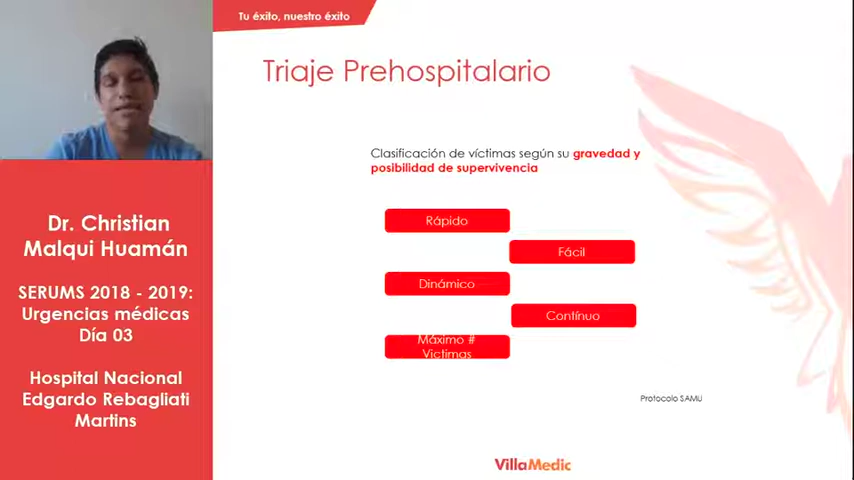 Tu éxito, nuestro éxito
Triaje Prehospitalario
Clasificación de víctimas según su gravedad y
posibilidad de supervivencia
Rápido
Fácil
Dinámico
Contínuo
Máximo #
Victimas
Protocolo SAMU
VillaMedic
Dr. Christian
Malqui Huamán
SERUMS 2018 - 2019:
Urgencias médicas
Día 03
Hospital Nacional
Edgardo Rebagliati
Martins